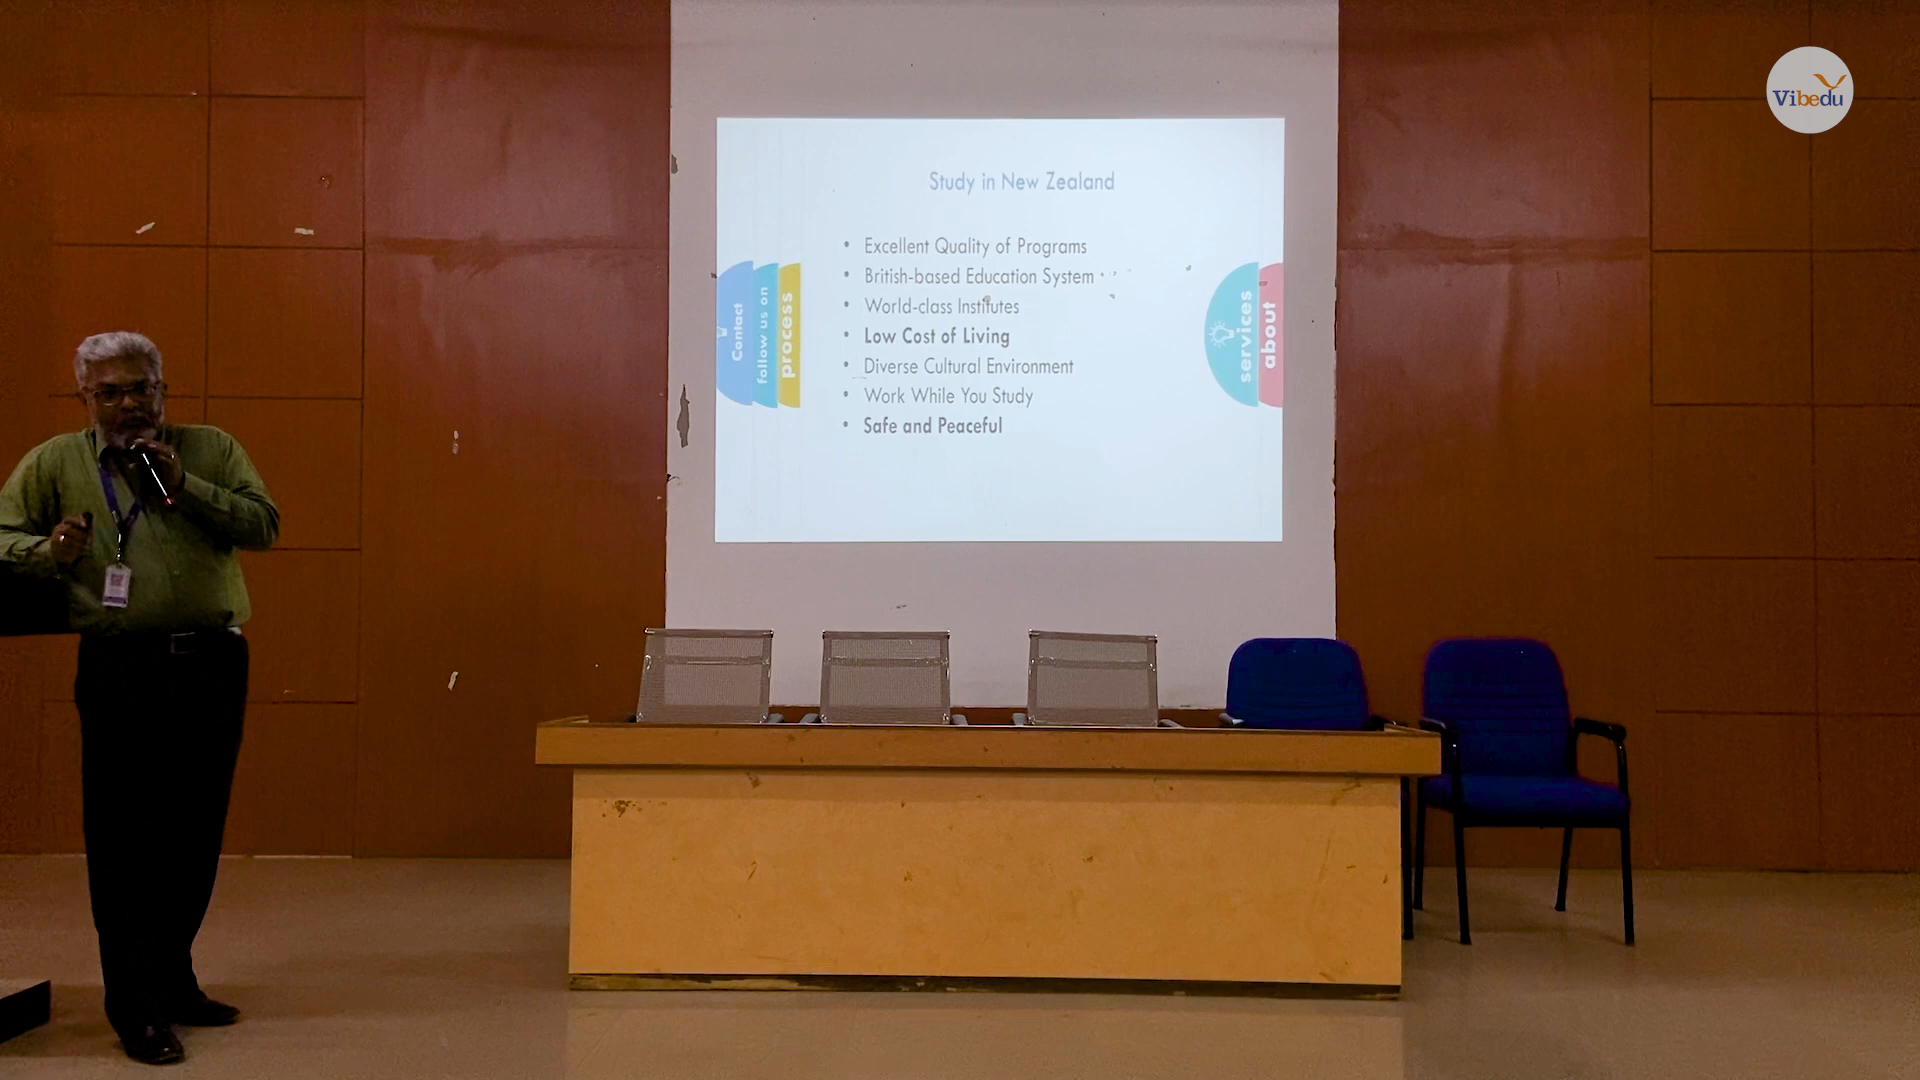 Vibedu
Study in New Zealand
• Excellent Quality of Programs
• British-based Education System
• World-class Institutes
• Low Cost of Living
• Diverse Cultural Environment
• Work While You Study
• Safe and Peaceful
Contact
follow us on
process
services
about